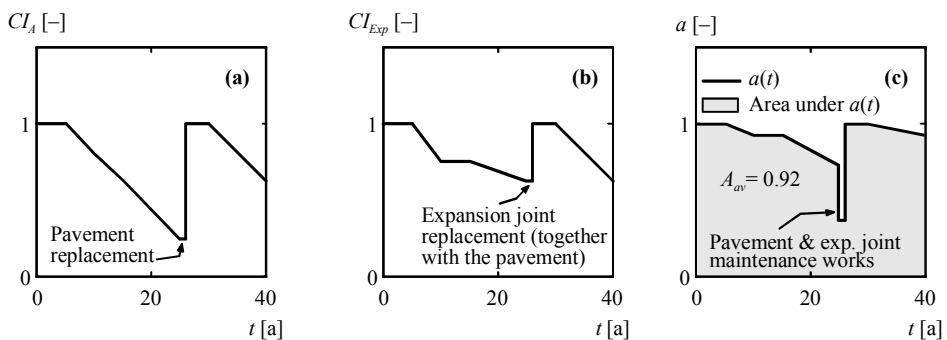 CI_A [–]
(a)
1
Pavement
replacement
0
0 20 40
t [a]
CI_Exp [–]
(b)
1
Expansion joint
replacement (together
with the pavement)
0
0 20 40
t [a]
a [–]
(c)
a(t)
Area under a(t)
1
A_av = 0.92
Pavement & exp. joint
maintenance works
0
0 20 40
t [a]